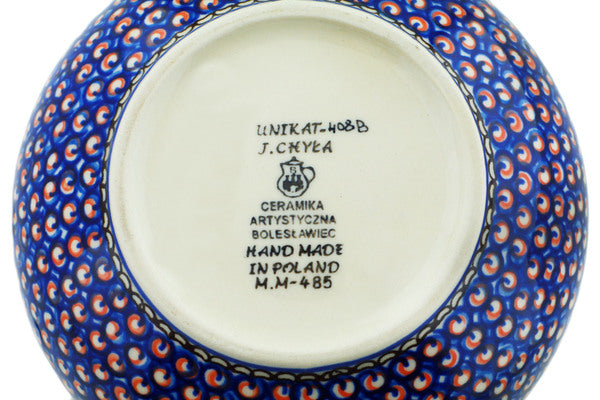 UNIKAT-408B
J. CHYŁA
CERAMIKA
ARTYSTYCZNA
BOLESŁAWIEC
HAND MADE
IN POLAND
M.M-485